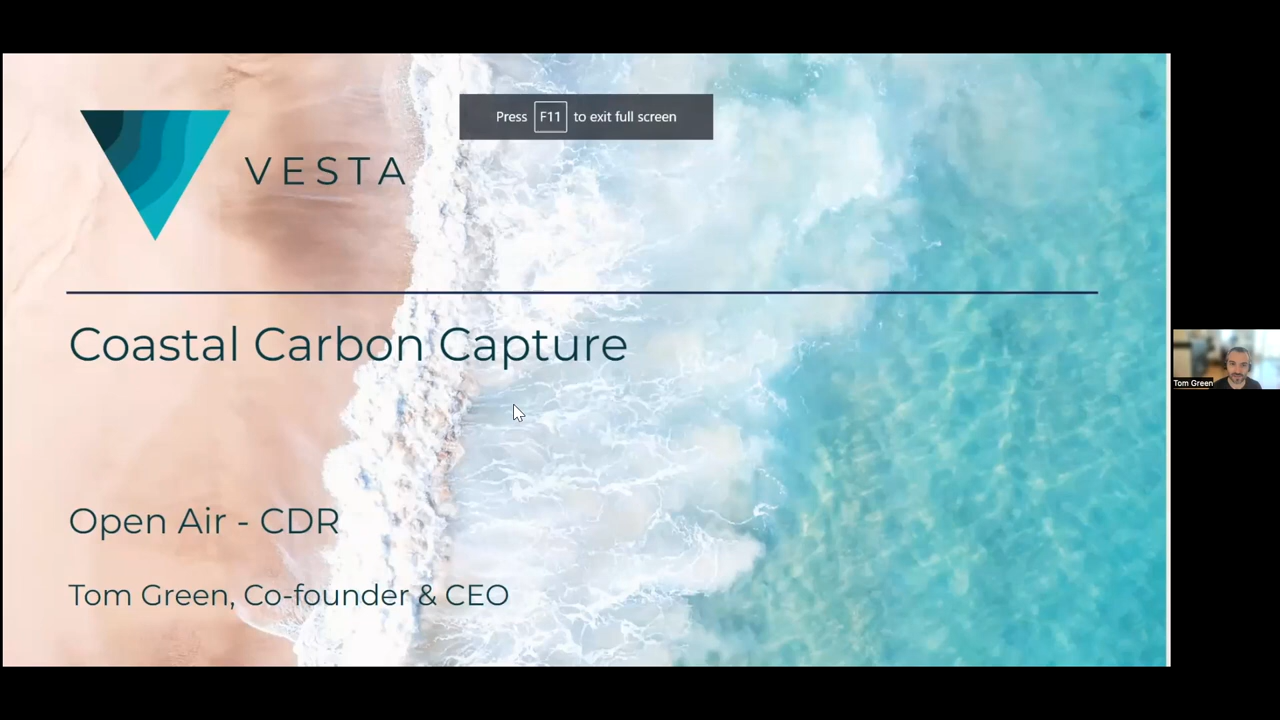 Press F11 to exit full screen
VESTA
Coastal Carbon Capture
Open Air - CDR
Tom Green, Co-founder & CEO
Tom Green